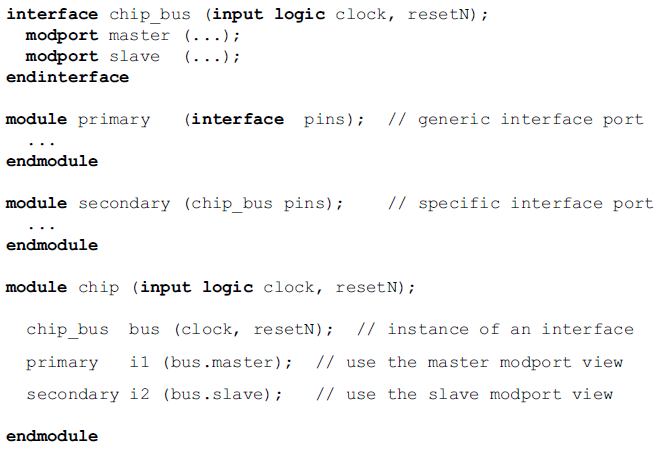 interface chip_bus (input logic clock, resetN);
modport master (...);
modport slave (...);
endinterface
module primary (interface pins); // generic interface port
...
endmodule
module secondary (chip_bus pins); // specific interface port
...
endmodule
module chip (input logic clock, resetN);
chip_bus bus (clock, resetN); // instance of an interface
primary i1 (bus.master); // use the master modport view
secondary i2 (bus.slave); // use the slave modport view
endmodule